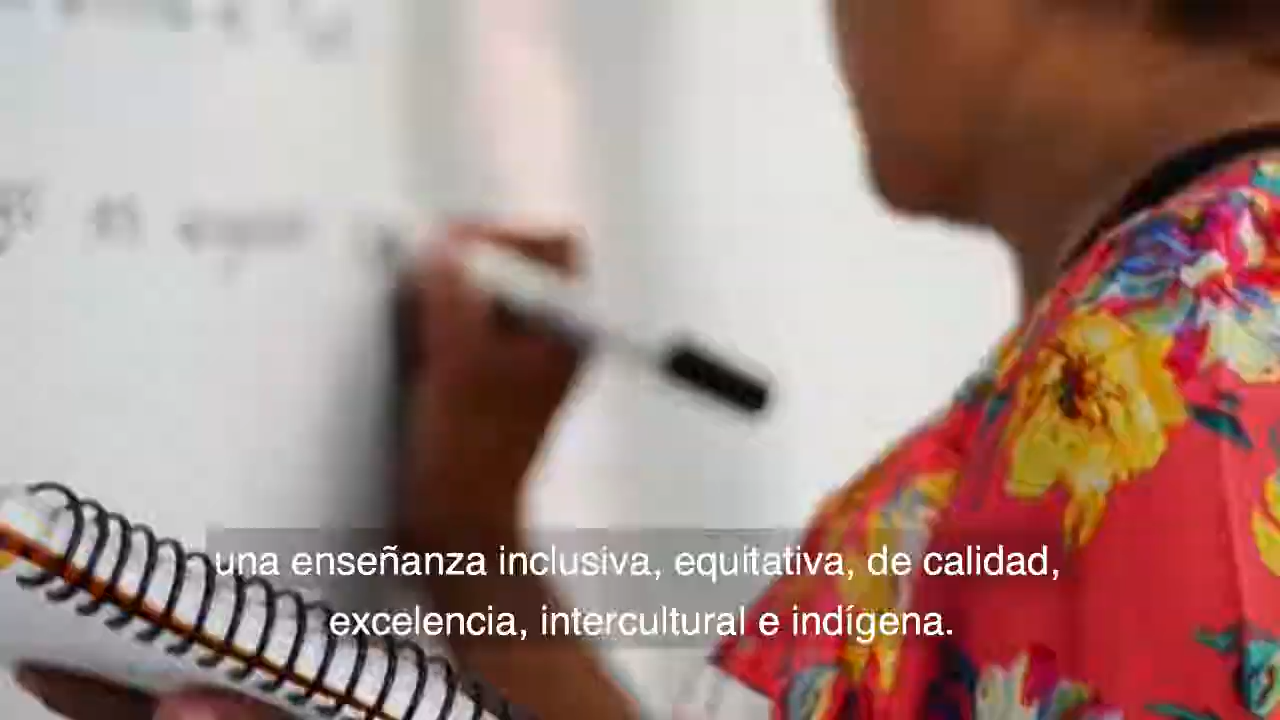 una enseñanza inclusiva, equitativa, de calidad,
excelencia, intercultural e indígena.